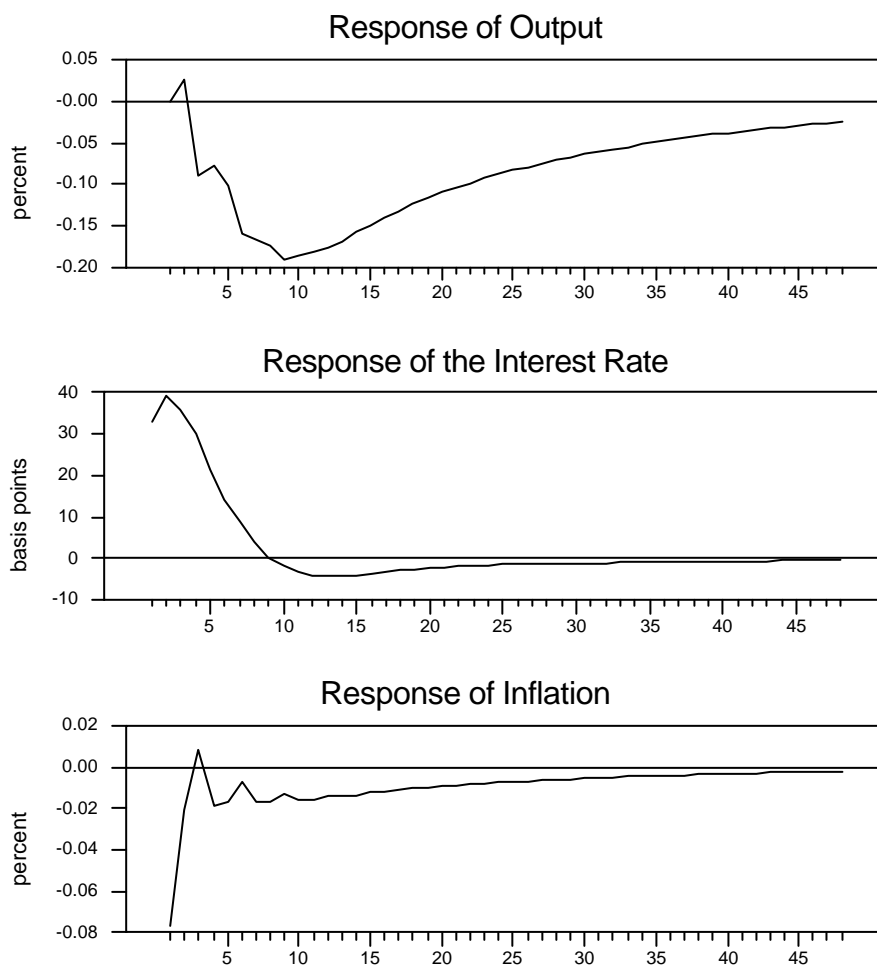 Response of Output
percent
0.05
-0.00
-0.05
-0.10
-0.15
-0.20
5 10 15 20 25 30 35 40 45
Response of the Interest Rate
basis points
40
30
20
10
0
-10
5 10 15 20 25 30 35 40 45
Response of Inflation
percent
0.02
0.00
-0.02
-0.04
-0.06
-0.08
5 10 15 20 25 30 35 40 45